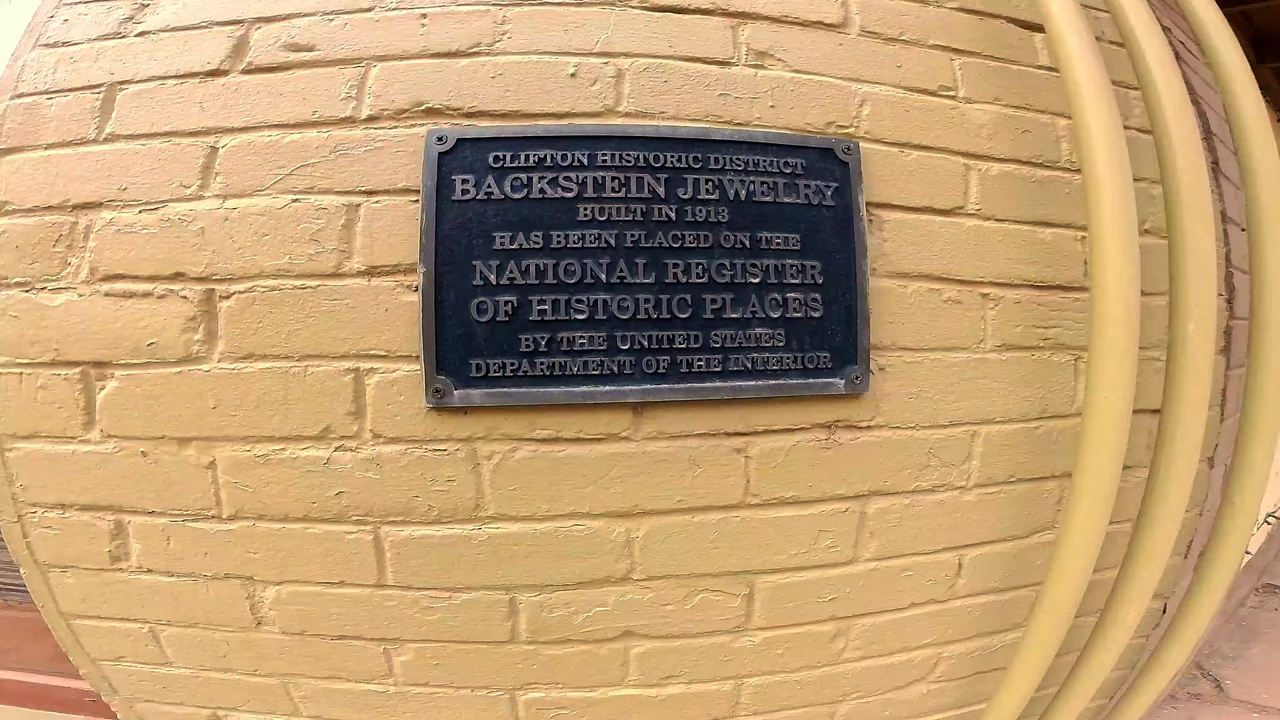 CLIFTON HISTORIC DISTRICT
BACKSTEIN JEWELRY
BUILT IN 1913
HAS BEEN PLACED ON THE
NATIONAL REGISTER
OF HISTORIC PLACES
BY THE UNITED STATES
DEPARTMENT OF THE INTERIOR